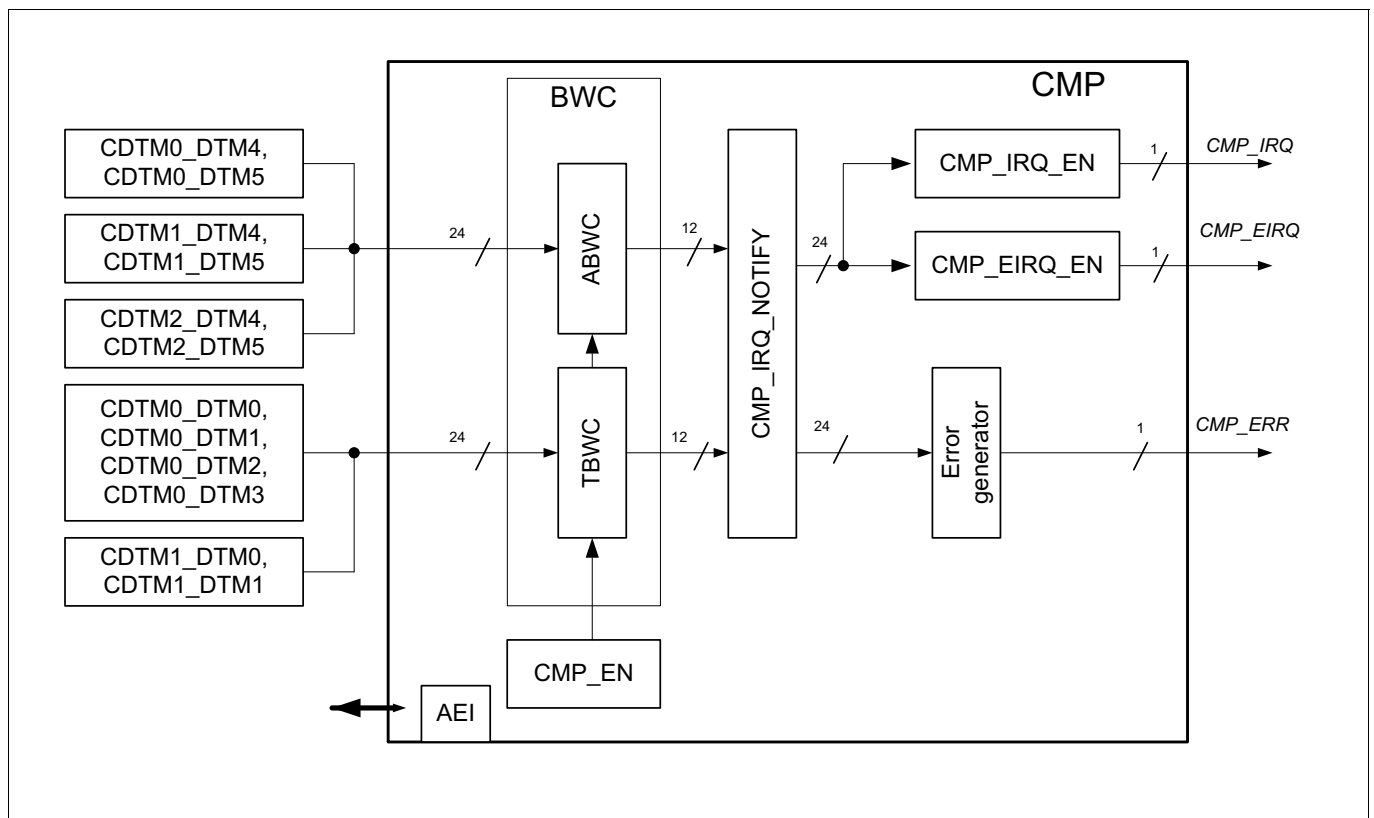 CMP
BWC
CDTM0_DTM4,
CDTM0_DTM5
CDTM1_DTM4,
CDTM1_DTM5
CDTM2_DTM4,
CDTM2_DTM5
CDTM0_DTM0,
CDTM0_DTM1,
CDTM0_DTM2,
CDTM0_DTM3
CDTM1_DTM0,
CDTM1_DTM1
24
24
ABWC
TBWC
CMP_EN
AEI
12
12
CMP_IRQ_NOTIFY
24
24
CMP_IRQ_EN
CMP_EIRQ_EN
Error
generator
1
CMP_IRQ
1
CMP_EIRQ
1
CMP_ERR